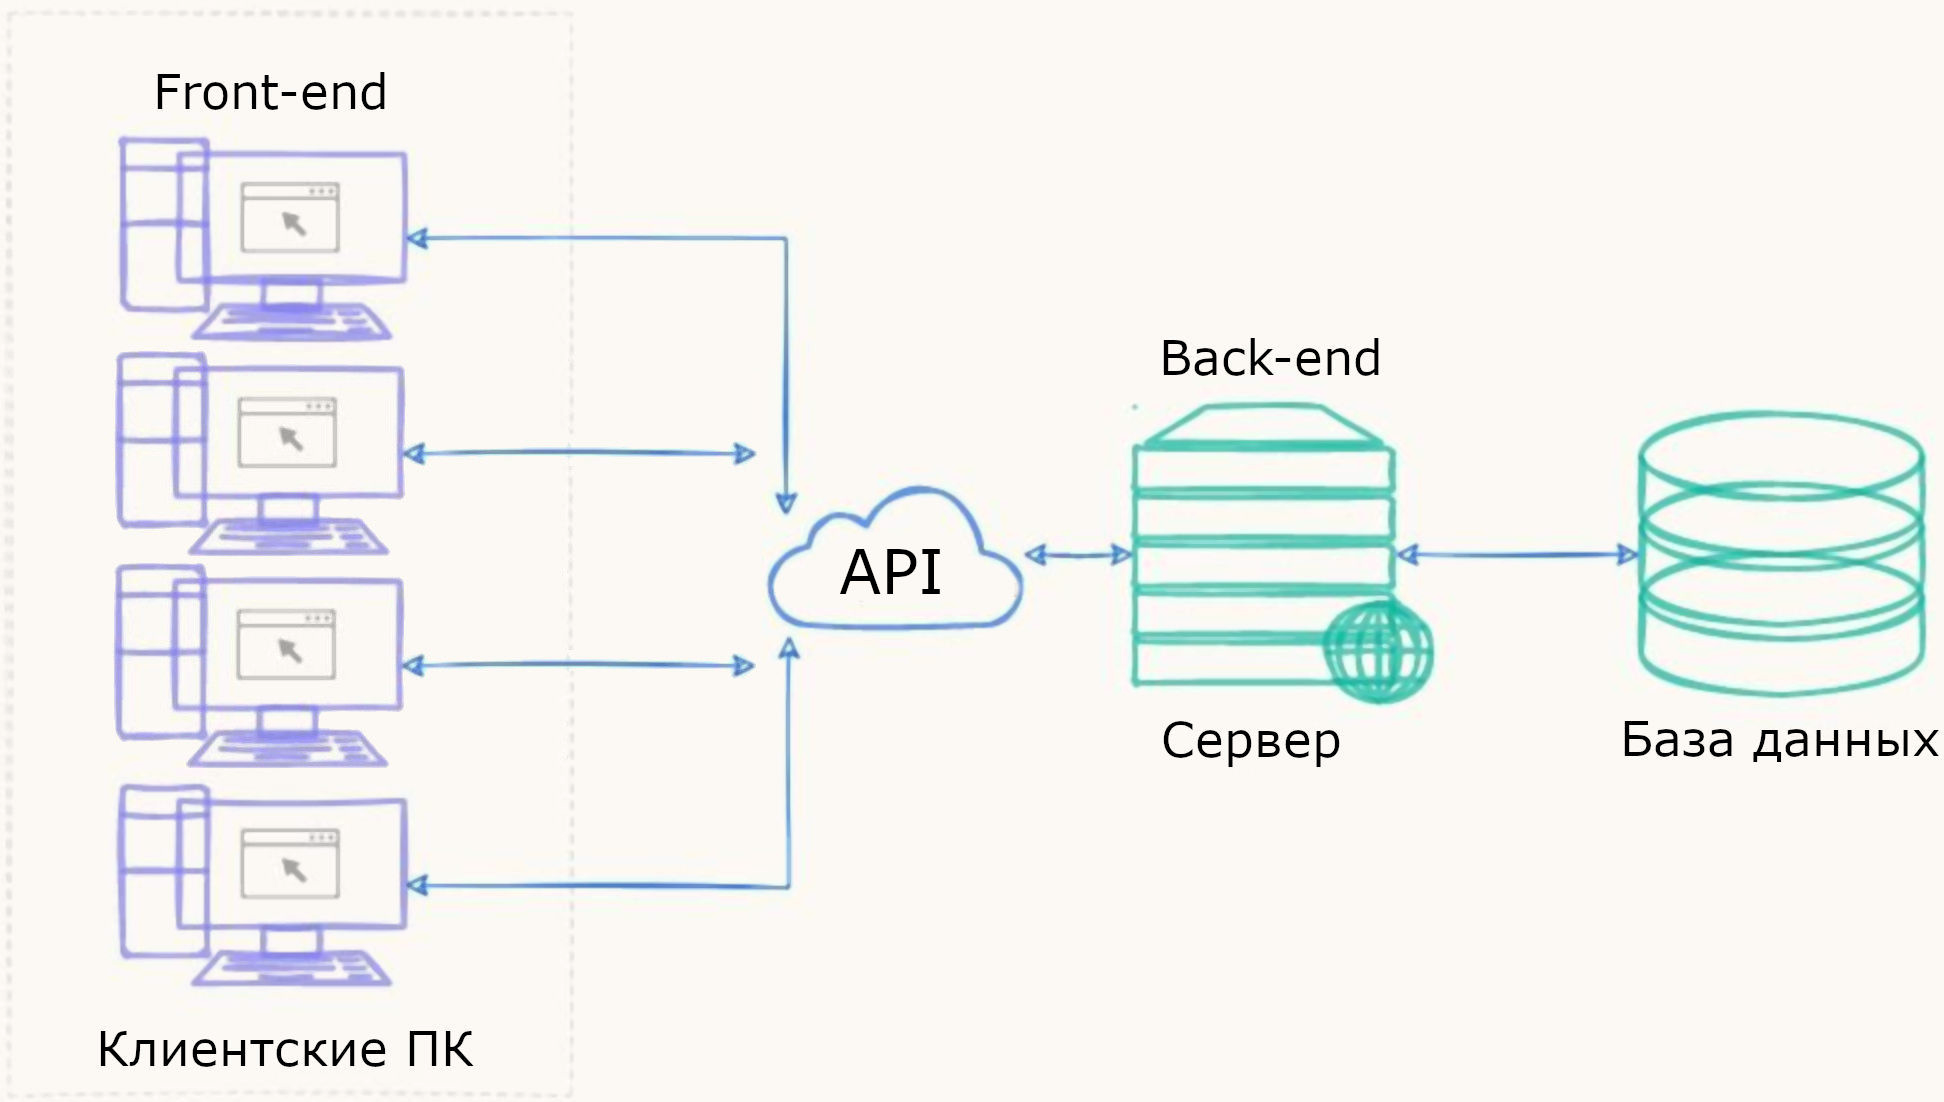 Front-end
Клиентские ПК
API
Back-end
Сервер
База данных